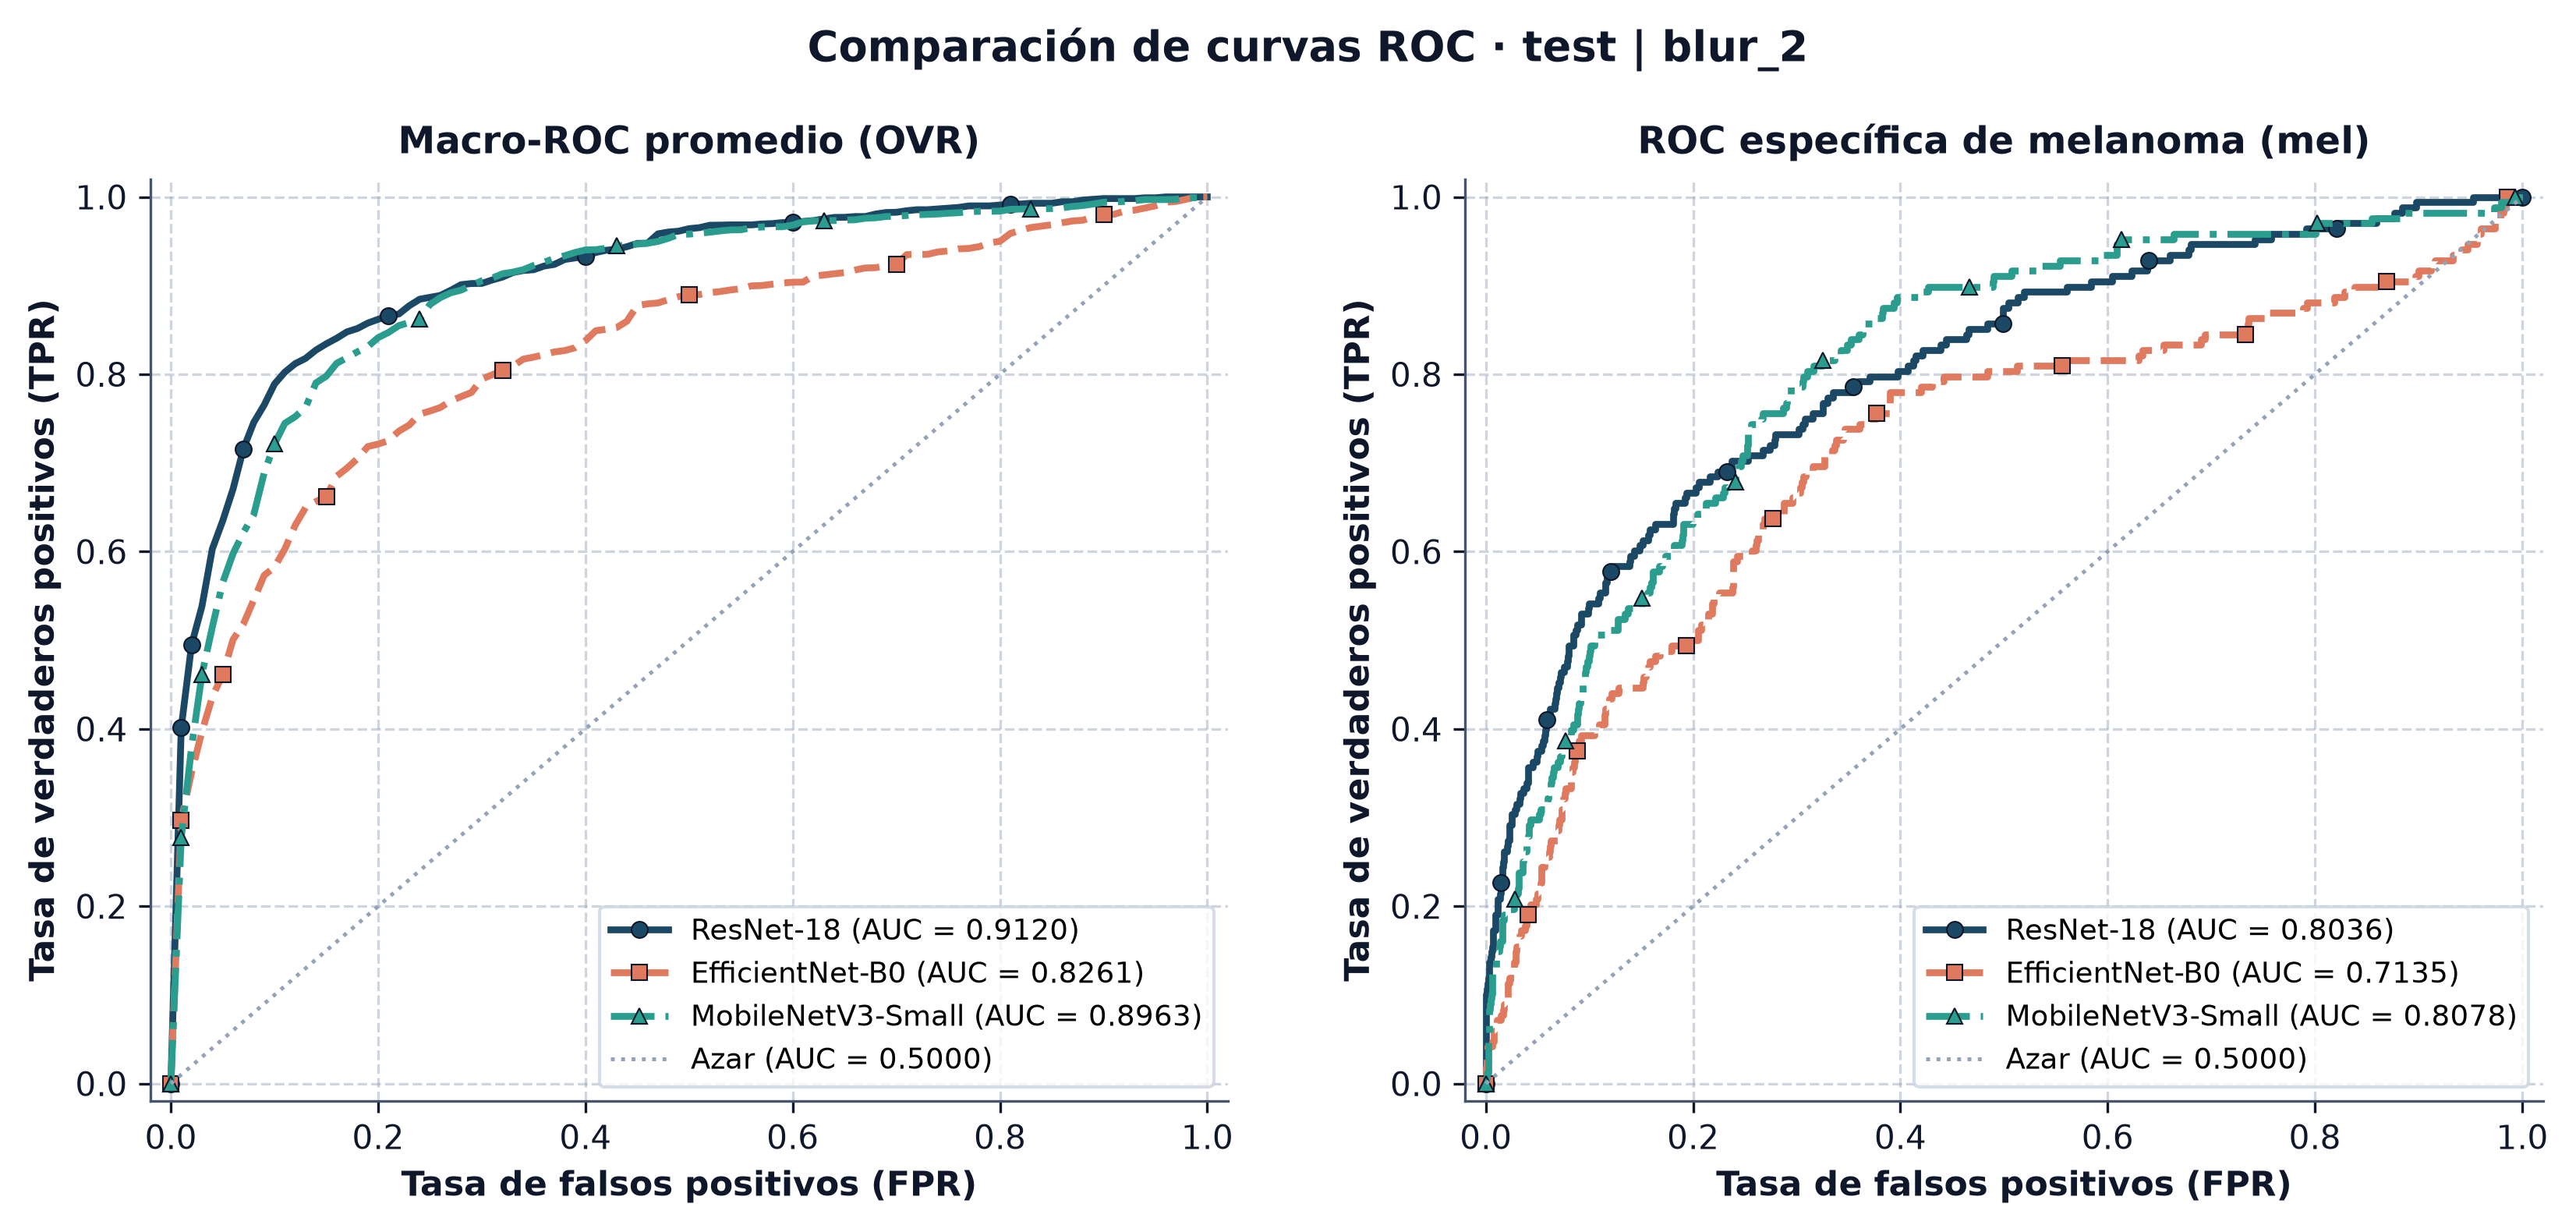 Comparación de curvas ROC · test | blur_2
Macro-ROC promedio (OVR)
Tasa de verdaderos positivos (TPR)
1.0
0.8
0.6
0.4
0.2
0.0
ResNet-18 (AUC = 0.9120)
EfficientNet-B0 (AUC = 0.8261)
MobileNetV3-Small (AUC = 0.8963)
Azar (AUC = 0.5000)
0.0 0.2 0.4 0.6 0.8 1.0
Tasa de falsos positivos (FPR)
ROC específica de melanoma (mel)
Tasa de verdaderos positivos (TPR)
1.0
0.8
0.6
0.4
0.2
0.0
ResNet-18 (AUC = 0.8036)
EfficientNet-B0 (AUC = 0.7135)
MobileNetV3-Small (AUC = 0.8078)
Azar (AUC = 0.5000)
0.0 0.2 0.4 0.6 0.8 1.0
Tasa de falsos positivos (FPR)